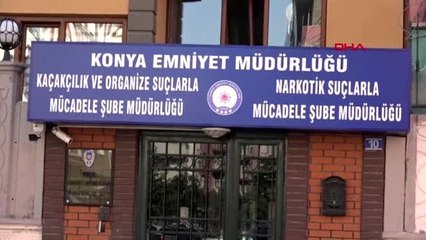 DHA
KONYA EMNİYET MÜDÜRLÜĞÜ
KAÇAKÇILIK VE ORGANİZE SUÇLARLA
MÜCADELE ŞUBE MÜDÜRLÜĞÜ
NARKOTİK SUÇLARLA
MÜCADELE ŞUBE MÜDÜRLÜĞÜ
10